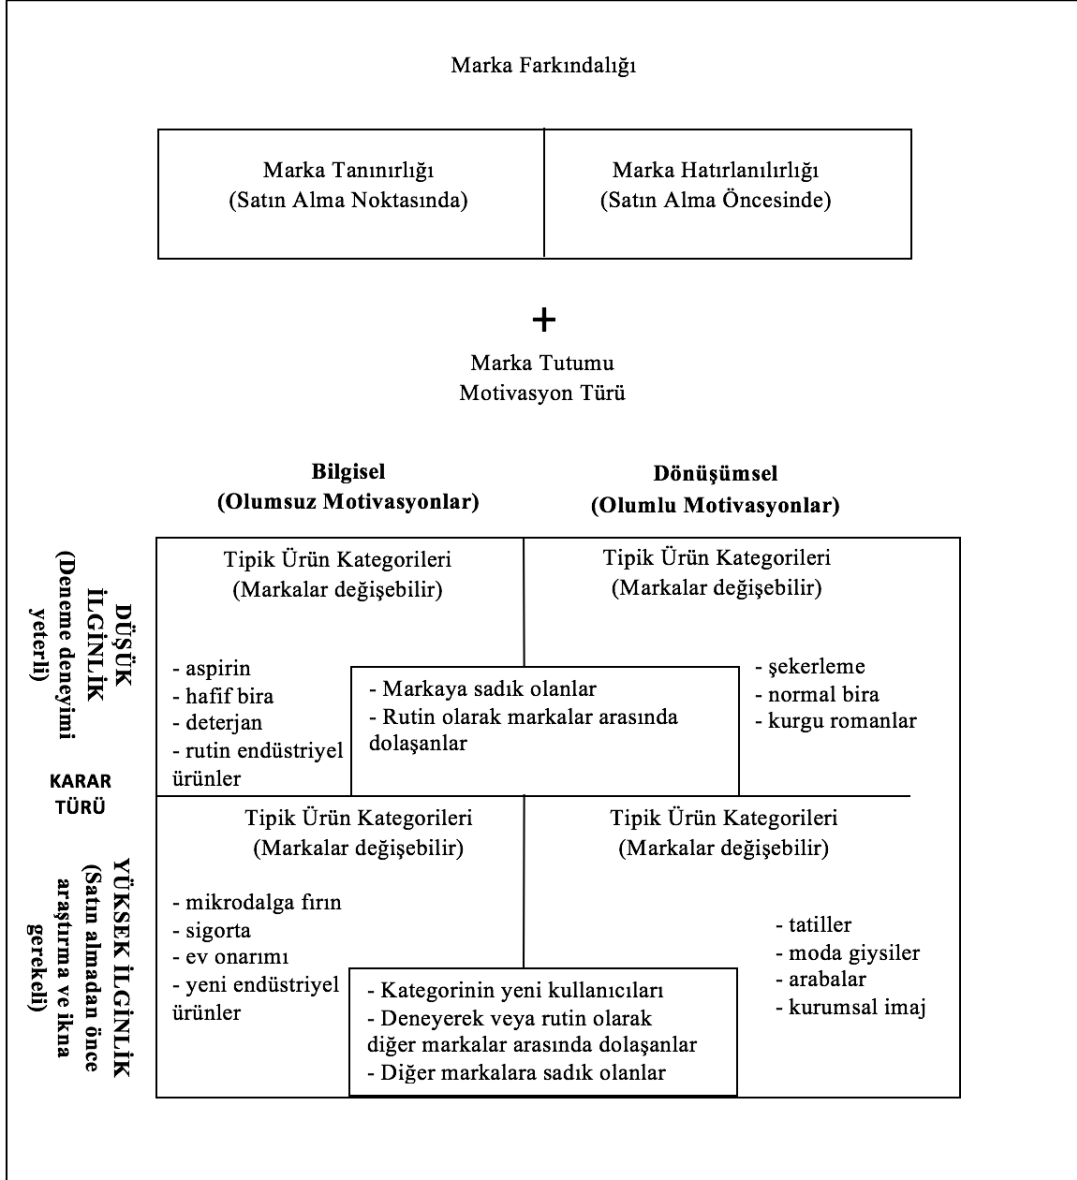 Marka Farkındalığı
Marka Tanınırlığı
(Satın Alma Noktasında)
Marka Hatırlanılırlığı
(Satın Alma Öncesinde)
+
Marka Tutumu
Motivasyon Türü
Bilgisel
(Olumsuz Motivasyonlar)
Dönüşümsel
(Olumlu Motivasyonlar)
DÜŞÜK
İLGİNLİK
(Deneme deneyimi
yeterli)
Tipik Ürün Kategorileri
(Markalar değişebilir)
- aspirin
- hafif bira
- deterjan
- rutin endüstriyel
ürünler
Tipik Ürün Kategorileri
(Markalar değişebilir)
- şekerleme
- normal bira
- kurgu romanlar
- Markaya sadık olanlar
- Rutin olarak markalar arasında
dolaşanlar
KARAR
TÜRÜ
YÜKSEK İLGİNLİK
(Satın almadan önce
araştırma ve ikna
gerekeli)
Tipik Ürün Kategorileri
(Markalar değişebilir)
- mikrodalga fırın
- sigorta
- ev onarımı
- yeni endüstriyel
ürünler
Tipik Ürün Kategorileri
(Markalar değişebilir)
- tatiller
- moda giysiler
- arabalar
- kurumsal imaj
- Kategorinin yeni kullanıcıları
- Deneyerek veya rutin olarak
diğer markalar arasında dolaşanlar
- Diğer markalara sadık olanlar